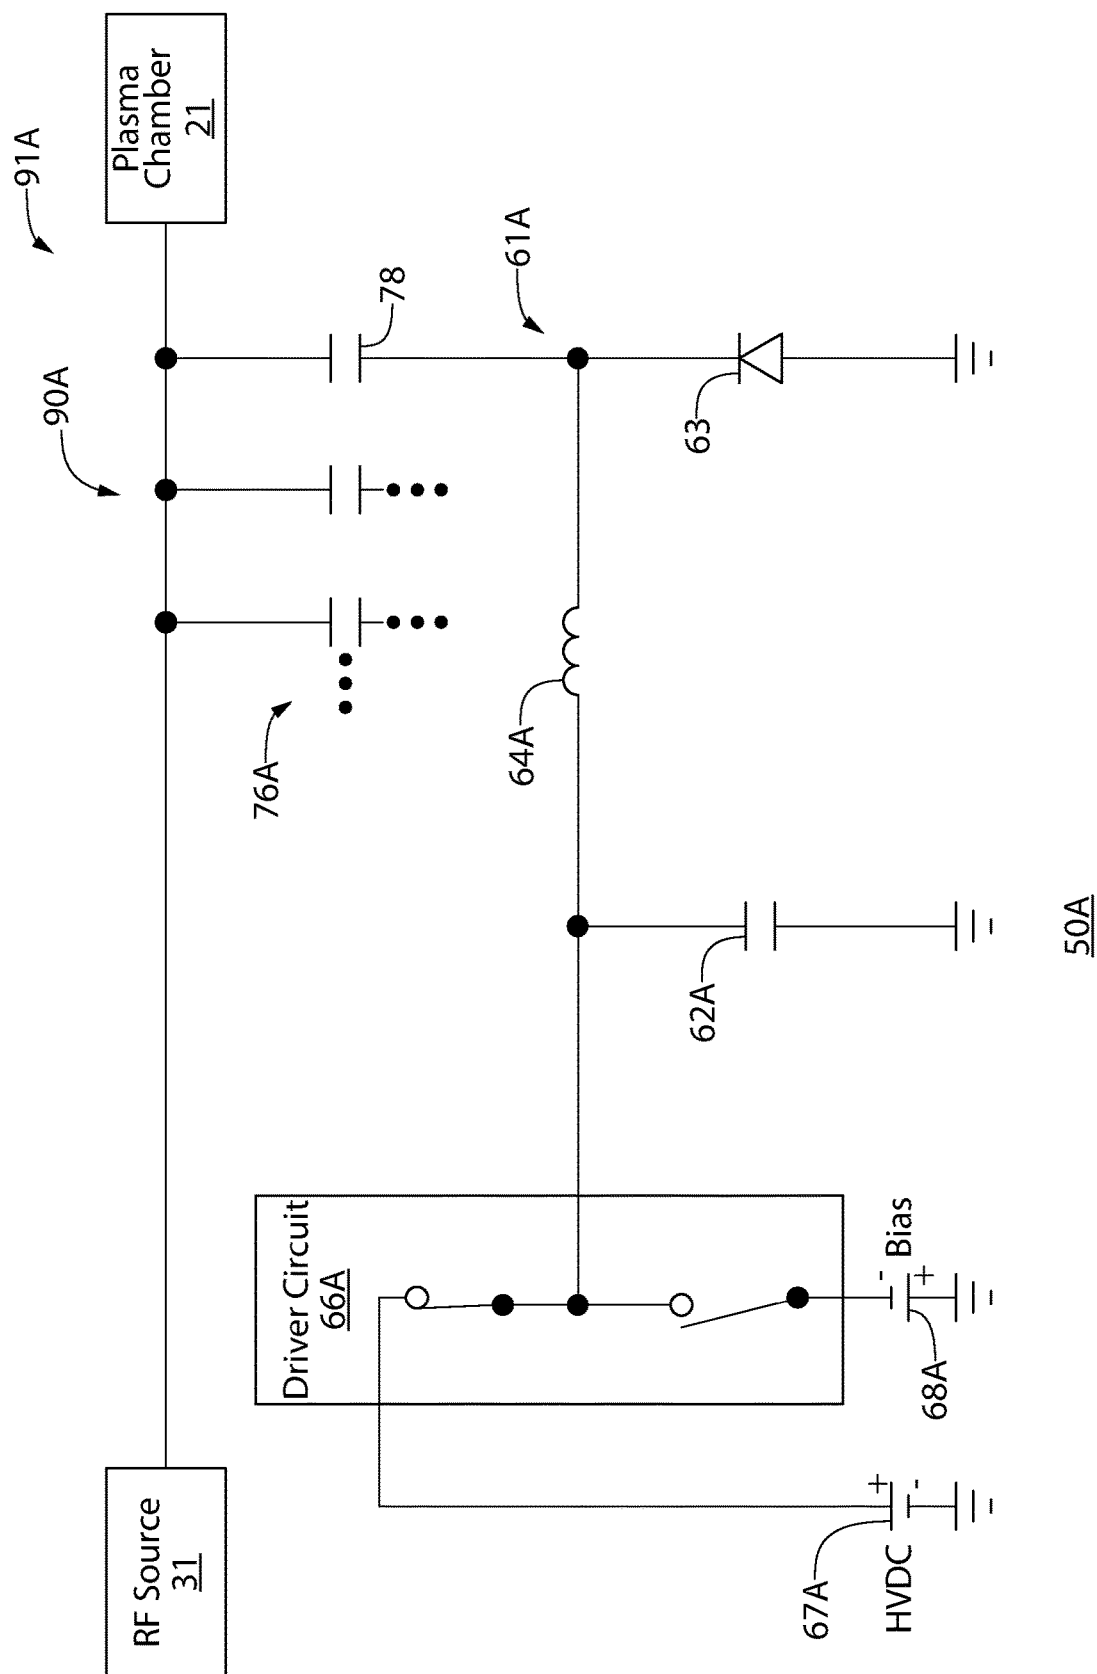 91A
Plasma
Chamber
21
90A
78
61A
63
76A
64A
62A
50A
Driver Circuit
66A
- Bias
+
68A
RF Source
31
+
-
67A
HVDC